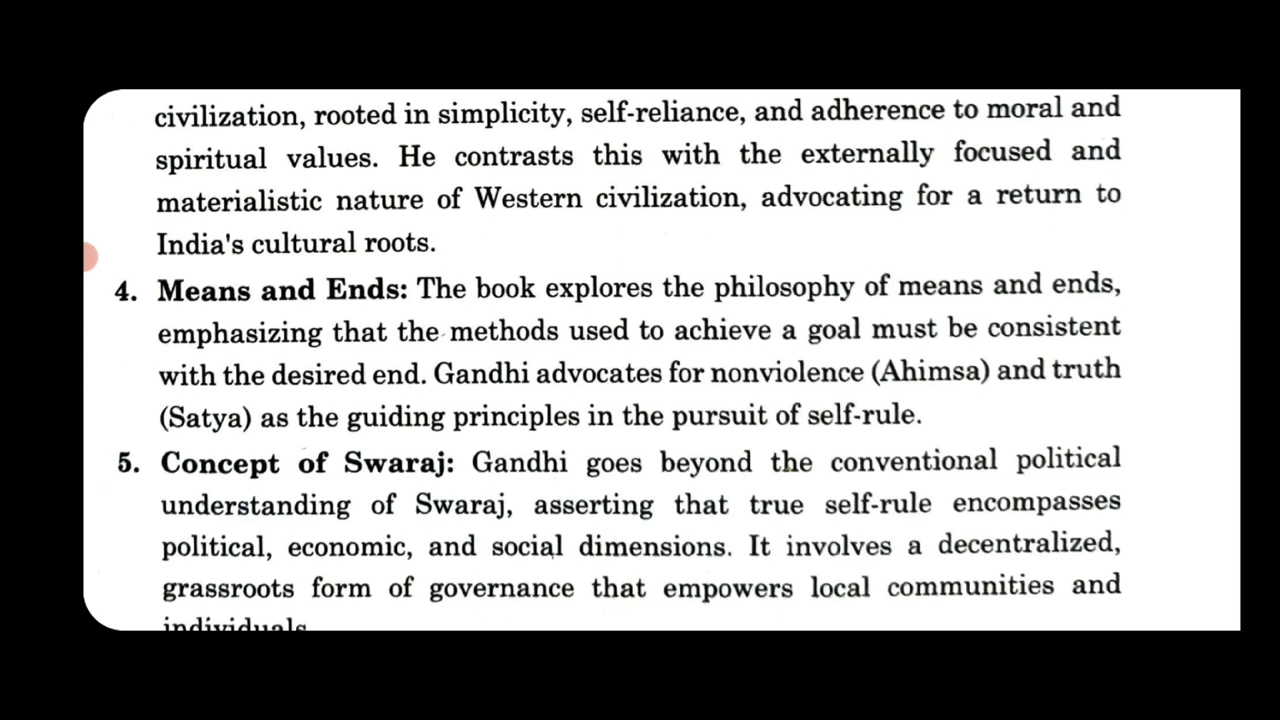 civilization, rooted in simplicity, self-reliance, and adherence to moral and
spiritual values. He contrasts this with the externally focused and
materialistic nature of Western civilization, advocating for a return to
India's cultural roots.
4. Means and Ends: The book explores the philosophy of means and ends,
emphasizing that the methods used to achieve a goal must be consistent
with the desired end. Gandhi advocates for nonviolence (Ahimsa) and truth
(Satya) as the guiding principles in the pursuit of self-rule.
5. Concept of Swaraj: Gandhi goes beyond the conventional political
understanding of Swaraj, asserting that true self-rule encompasses
political, economic, and social dimensions. It involves a decentralized,
grassroots form of governance that empowers local communities and
individuals